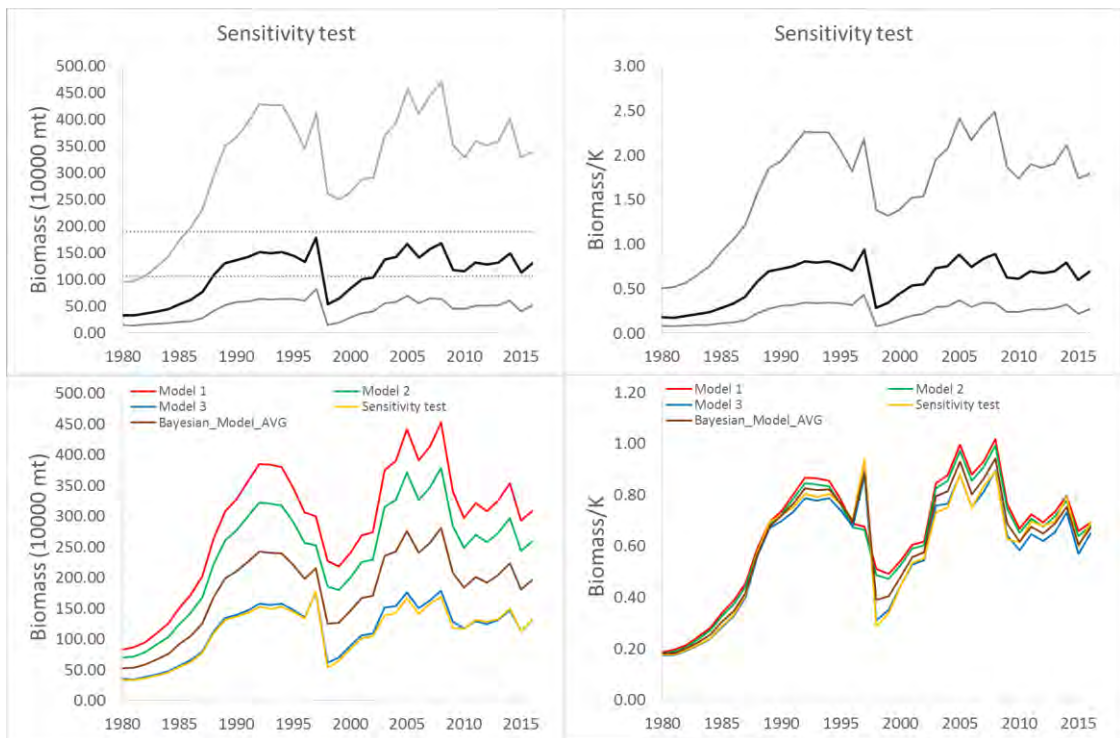 Sensitivity test
Biomass (10000 mt)
500.00
450.00
400.00
350.00
300.00
250.00
200.00
150.00
100.00
50.00
0.00
1980 1985 1990 1995 2000 2005 2010 2015
Sensitivity test
Biomass/K
3.00
2.50
2.00
1.50
1.00
0.50
0.00
1980 1985 1990 1995 2000 2005 2010 2015
Model 1 Model 2
Model 3 Sensitivity test
Bayesian_Model_AVG
Biomass (10000 mt)
500.00
450.00
400.00
350.00
300.00
250.00
200.00
150.00
100.00
50.00
0.00
1980 1985 1990 1995 2000 2005 2010 2015
Model 1 Model 2
Model 3 Sensitivity test
Bayesian_Model_AVG
Biomass/K
1.20
1.00
0.80
0.60
0.40
0.20
0.00
1980 1985 1990 1995 2000 2005 2010 2015